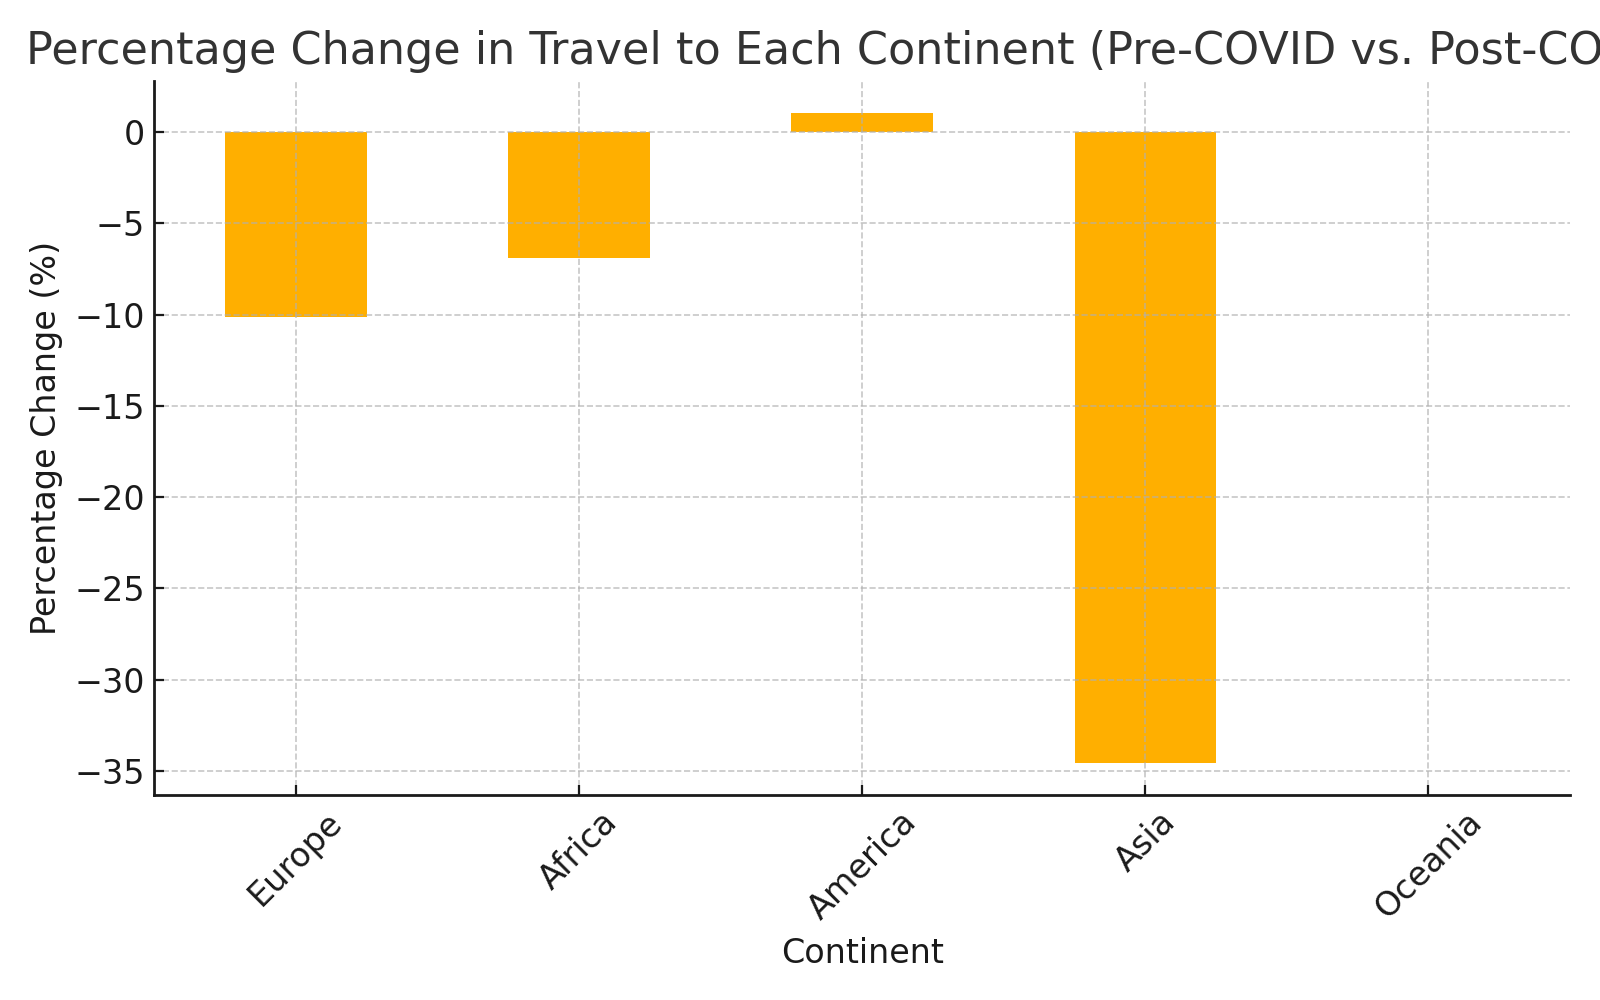 Percentage Change in Travel to Each Continent (Pre-COVID vs. Post-CO
0
−5
−10
−15
−20
−25
−30
−35
Percentage Change (%)
Europe
Africa
America
Asia
Oceania
Continent